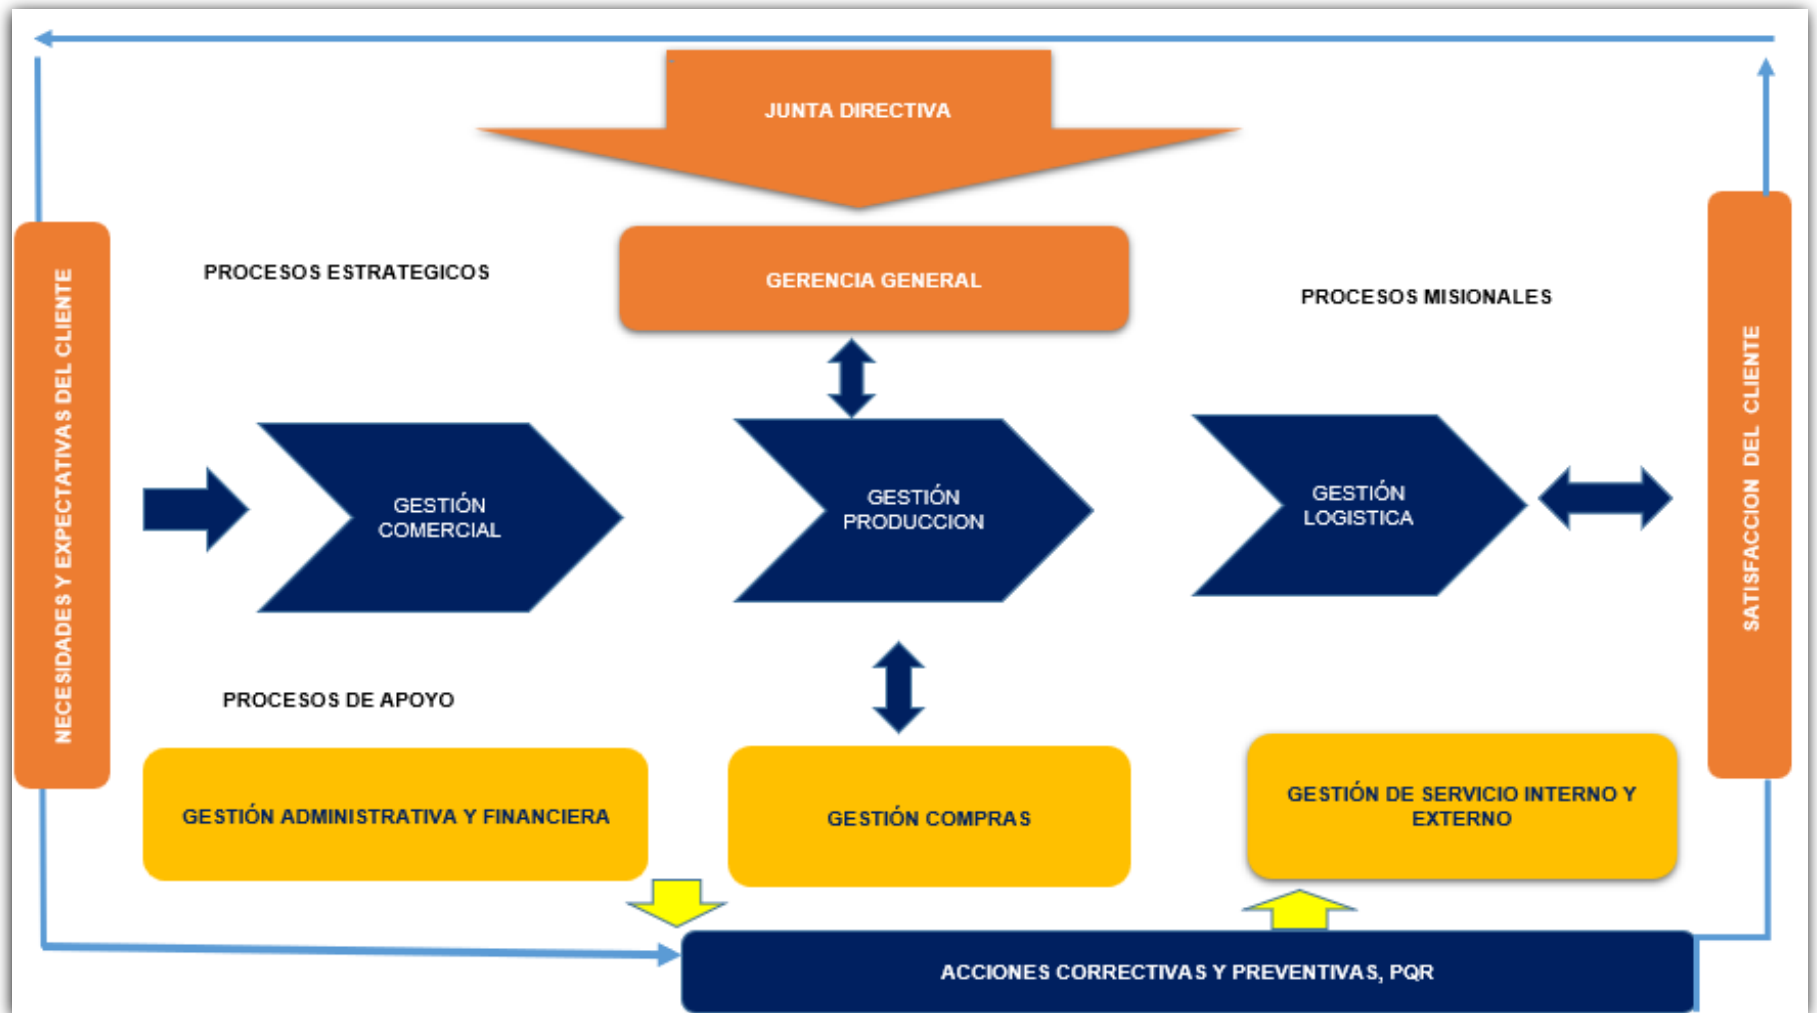 JUNTA DIRECTIVA
PROCESOS ESTRATEGICOS
GERENCIA GENERAL
PROCESOS MISIONALES
NECESIDADES Y EXPECTATIVAS DEL CLIENTE
GESTIÓN
COMERCIAL
GESTIÓN
PRODUCCION
GESTIÓN
LOGISTICA
SATISFACCION DEL CLIENTE
PROCESOS DE APOYO
GESTIÓN ADMINISTRATIVA Y FINANCIERA
GESTIÓN COMPRAS
GESTIÓN DE SERVICIO INTERNO Y
EXTERNO
ACCIONES CORRECTIVAS Y PREVENTIVAS, PQR